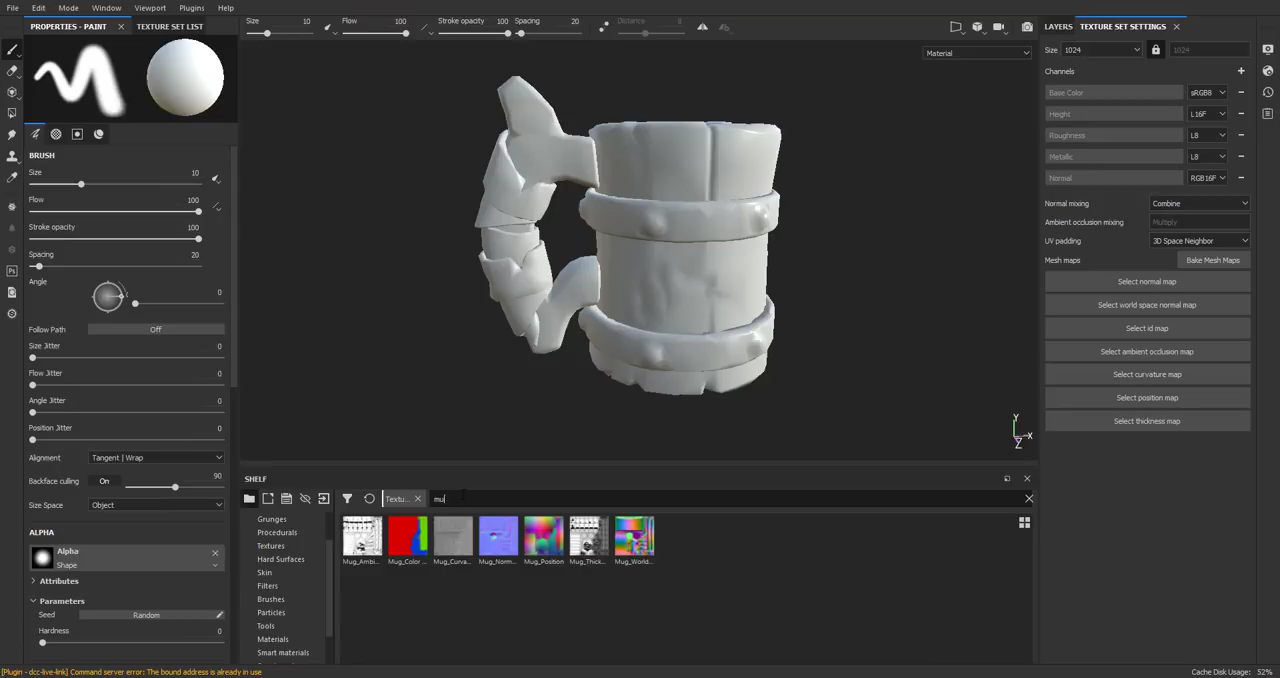 File Edit Mode Window Viewport Plugins Help
PROPERTIES - PAINT
TEXTURE SET LIST
Size 10 Flow 100 Stroke opacity 100 Spacing 20 Distance 8
Material
LAYERS TEXTURE SET SETTINGS
Size 1024 1024
Channels
Base Color sRGB8
Height L16F
Roughness L8
Metallic L8
Normal RGB16F
Normal mixing Combine
Ambient occlusion mixing Multiply
UV padding 3D Space Neighbor
Mesh maps Bake Mesh Maps
Select normal map
Select world space normal map
Select id map
Select ambient occlusion map
Select curvature map
Select position map
Select thickness map
BRUSH
Size 10
Flow 100
Stroke opacity 100
Spacing 20
Angle 0
Follow Path Off
Size Jitter 0
Flow Jitter 0
Angle Jitter 0
Position Jitter 0
Alignment Tangent | Wrap
Backface culling On 90
Size Space Object
ALPHA
Alpha
Shape
Attributes
Parameters
Seed Random
Hardness 0
Y
X
Z
SHELF
Textu... mu
Grunges
Procedurals
Textures
Hard Surfaces
Skin
Filters
Brushes
Particles
Tools
Materials
Smart materials
Mug_Ambi... Mug_Color ... Mug_Curva... Mug_Norm... Mug_Position Mug_Thick... Mug_World...
[Plugin - dcc-live-link] Command server error: The bound address is already in use
Cache Disk Usage: 52%